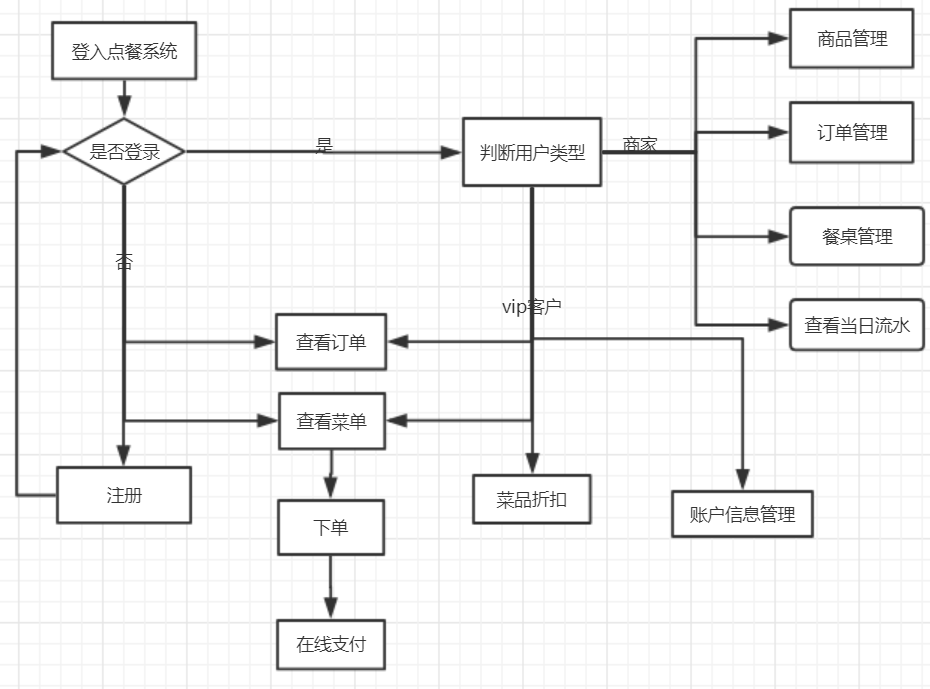 登入点餐系统
是否登录
是
否
判断用户类型
商家
商品管理
订单管理
餐桌管理
查看当日流水
vip客户
查看订单
查看菜单
注册
下单
在线支付
菜品折扣
账户信息管理